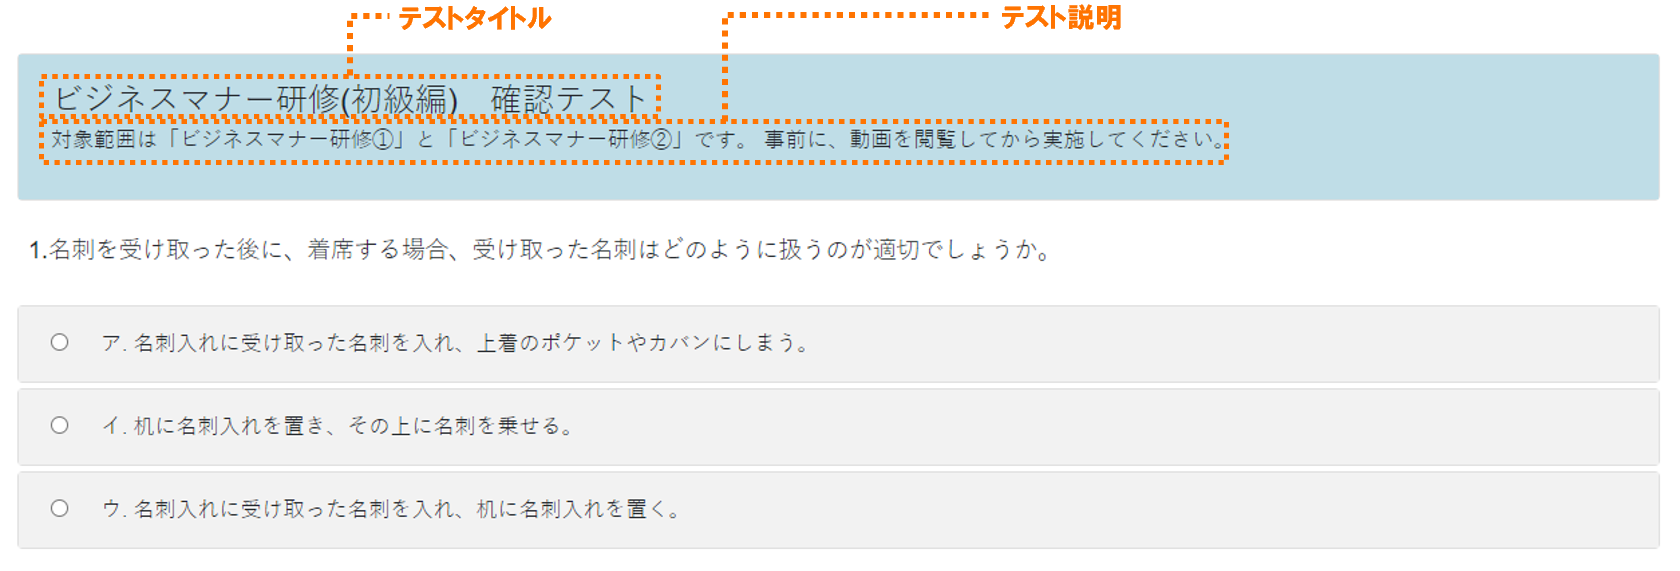 テストタイトル
テスト説明
ビジネスマナー研修(初級編)　確認テスト
対象範囲は「ビジネスマナー研修①」と「ビジネスマナー研修②」です。 事前に、動画を閲覧してから実施してください。
1.名刺を受け取った後に、着席する場合、受け取った名刺はどのように扱うのが適切でしょうか。
ア. 名刺入れに受け取った名刺を入れ、上着のポケットやカバンにしまう。
イ. 机に名刺入れを置き、その上に名刺を乗せる。
ウ. 名刺入れに受け取った名刺を入れ、机に名刺入れを置く。